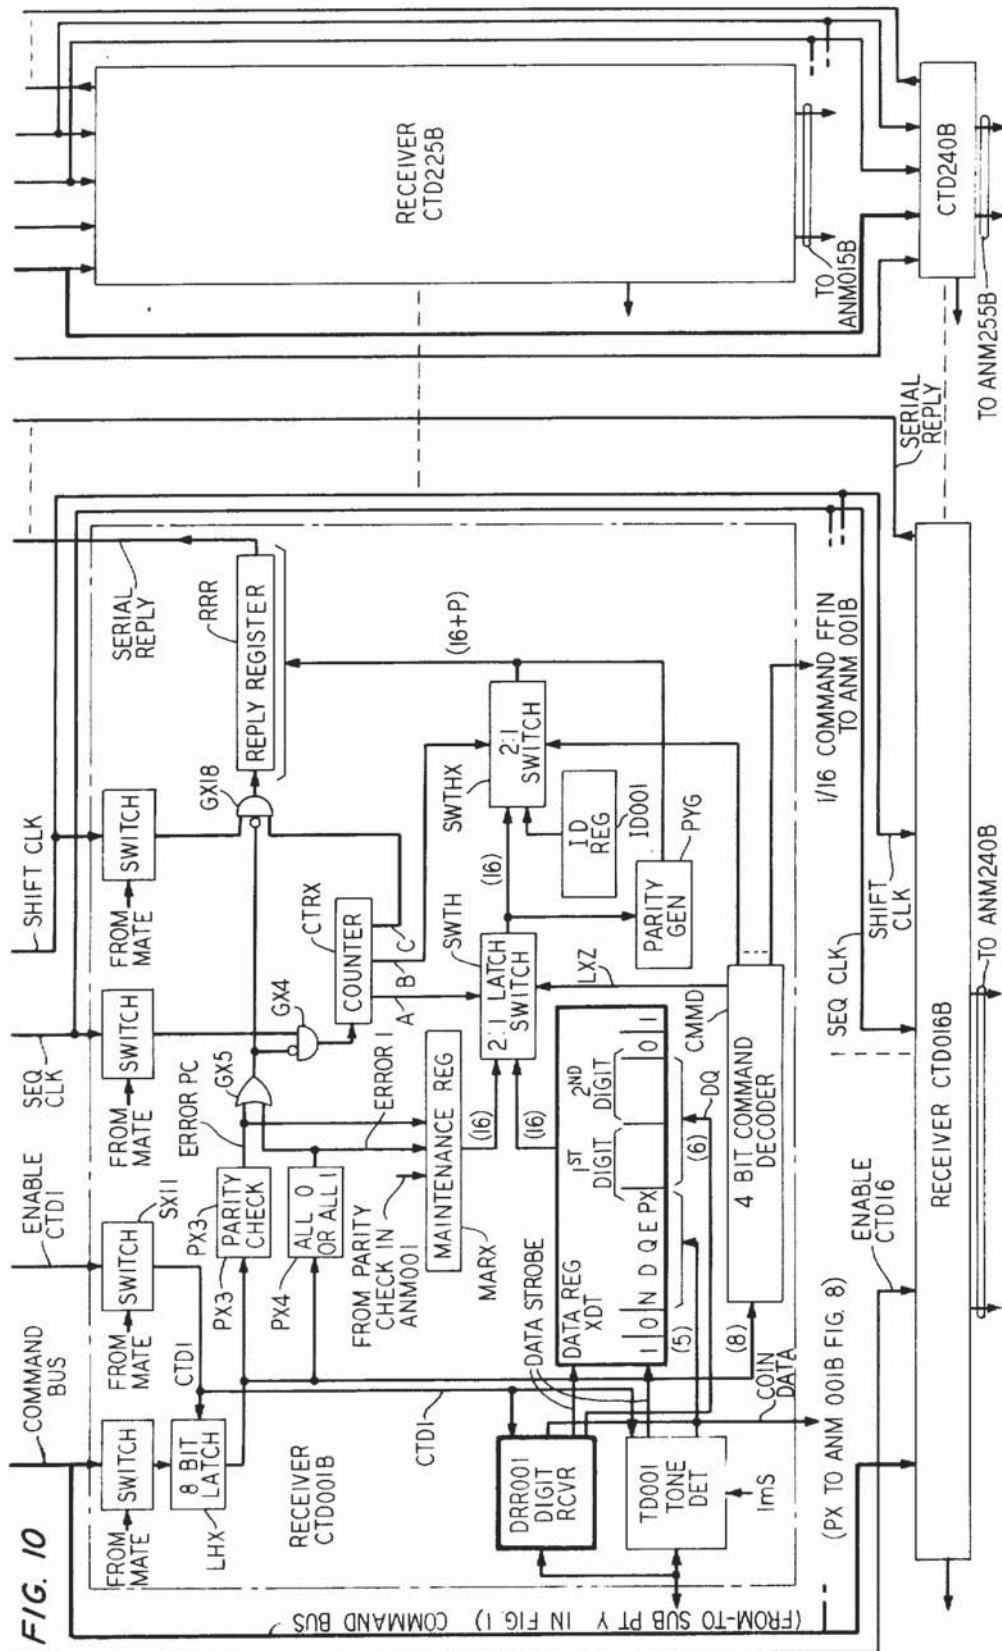 FIG. 10
COMMAND
BUS
ENABLE
CTD1
SEQ
CLK
SHIFT CLK
SERIAL
REPLY
FROM MATE
SWITCH
FROM MATE
SWITCH
SX11
FROM MATE
SWITCH
FROM MATE
SWITCH
8 BIT
LATCH
LHX
CTD1
PX3
PX3
PARITY
CHECK
ERROR PC
GX5
GX4
GX18
REPLY REGISTER
RRR
PX4
ALL 0
OR ALL 1
ERROR 1
COUNTER
CTRX
A
B
C
(16+P)
FROM PARITY
CHECK IN
ANM001
MAINTENANCE REG
MARX
(16)
(16)
2:1 LATCH
SWITCH
SWTH
(16)
SWTHX
2:1
SWITCH
ID
REG
ID001
PARITY
GEN
PYG
LXZ
RECEIVER
CTD001B
CTD1
DATA STROBE
DATA REG
XDT
1 0 N D Q E PX
1ST
DIGIT
2ND
DIGIT
0 1
(5)
(6)
DQ
DRR001
DIGIT
RCVR
TD001
TONE
DET
1mS
(8)
COIN
DATA
4 BIT COMMAND
DECODER
CMMD
(FROM-TO SUB PT Y IN FIG. 1)
COMMAND BUS
(PX TO ANM 001B FIG. 8)
1/16 COMMAND FFIN
TO ANM 001B
ENABLE
CTD16
SEQ CLK
SHIFT
CLK
SERIAL
REPLY
RECEIVER CTD016B
TO ANM240B
RECEIVER
CTD225B
TO
ANM015B
CTD240B
TO ANM255B